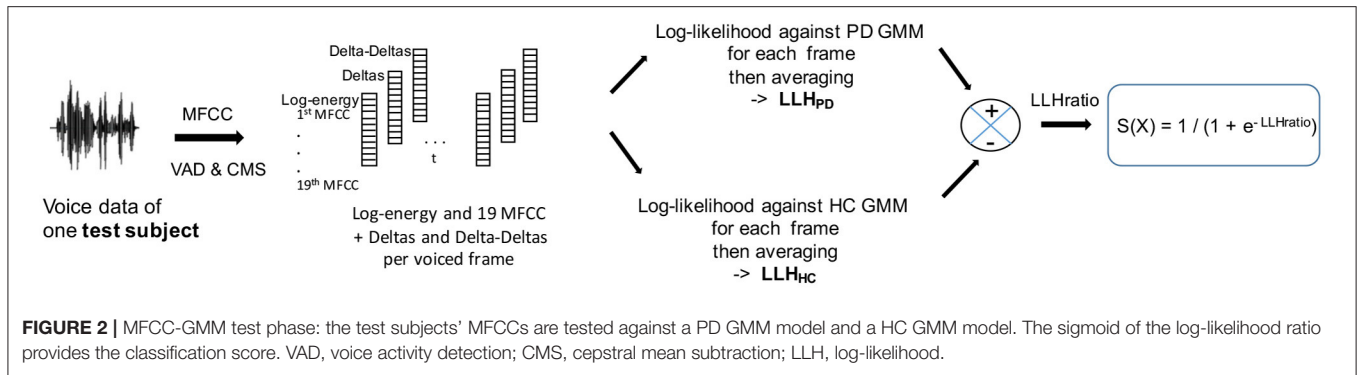 MFCC
VAD & CMS
Voice data of
one test subject
Delta-Deltas
Deltas
Log-energy
1st MFCC
.
.
.
19th MFCC
. . .
t
Log-energy and 19 MFCC
+ Deltas and Delta-Deltas
per voiced frame
Log-likelihood against PD GMM
for each frame
then averaging
-> LLHPD
Log-likelihood against HC GMM
for each frame
then averaging
-> LLHHC
+
-
LLHratio
S(X) = 1 / (1 + e-LLHratio)
FIGURE 2 | MFCC-GMM test phase: the test subjects' MFCCs are tested against a PD GMM model and a HC GMM model. The sigmoid of the log-likelihood ratio
provides the classification score. VAD, voice activity detection; CMS, cepstral mean subtraction; LLH, log-likelihood.